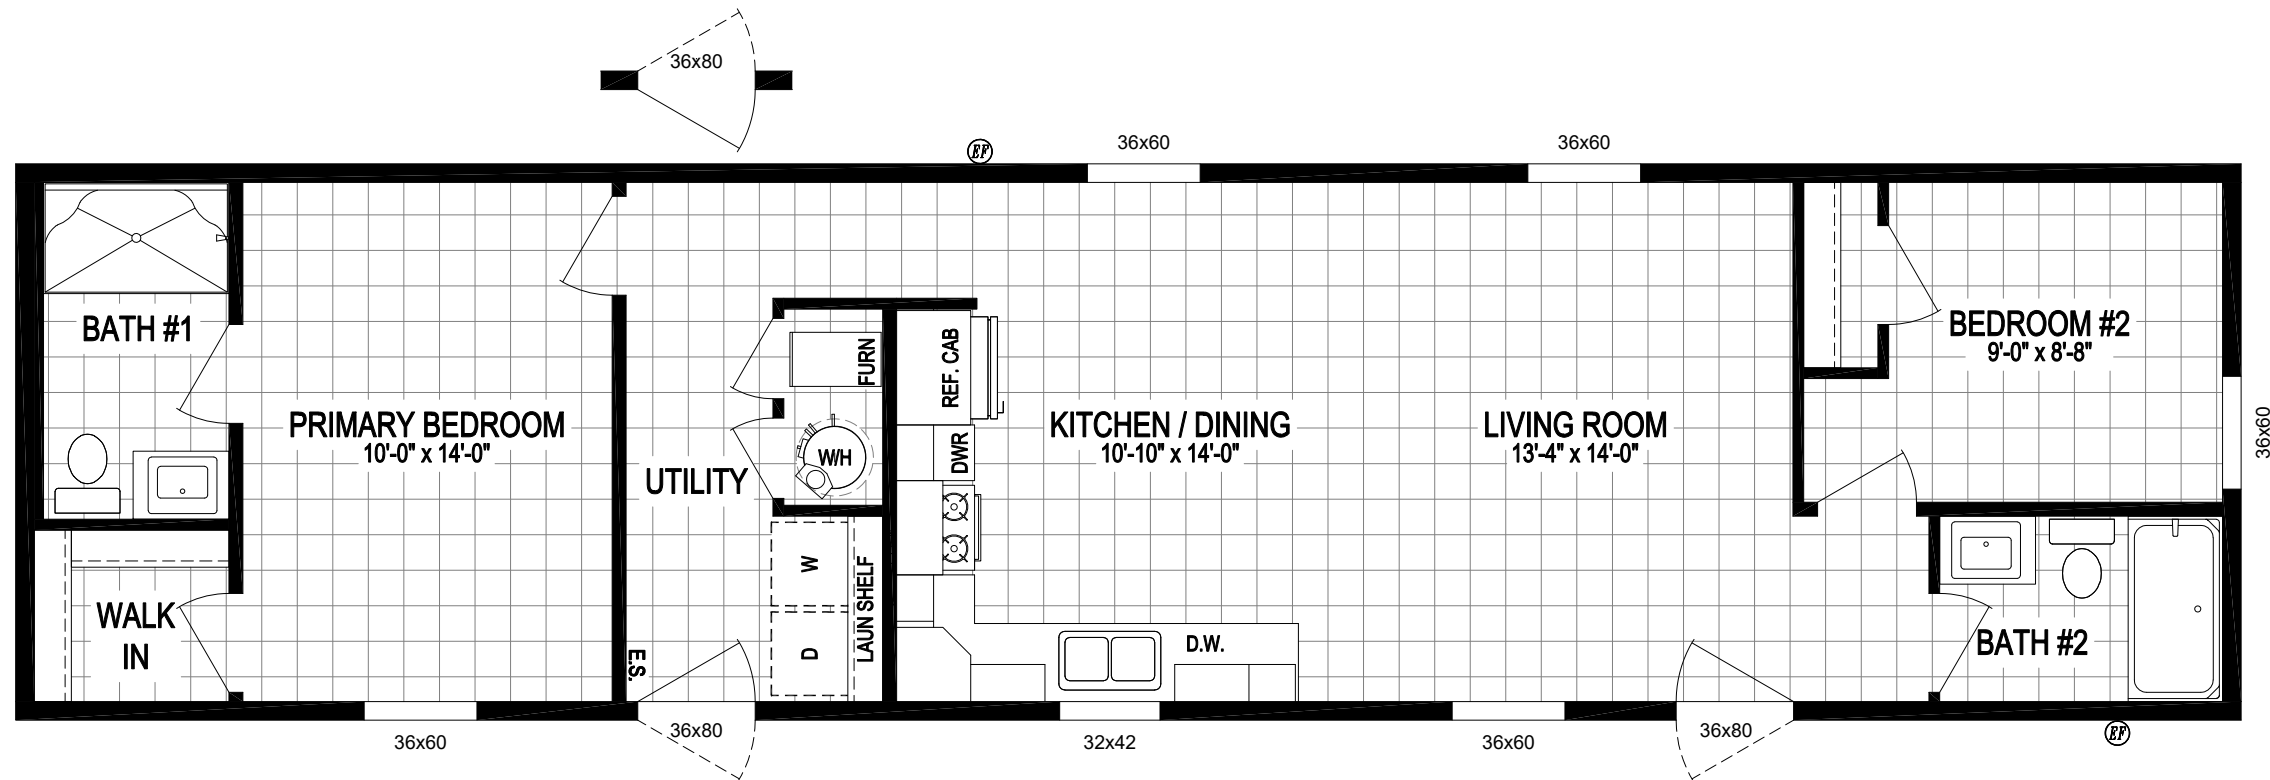 36x80
EF
36x60
36x60
BATH #1
PRIMARY BEDROOM
10'-0" x 14'-0"
WALK
IN
UTILITY
FURN
W/H
W
D
LAUN SHELF
E.S.
REF. CAB
DWR
KITCHEN / DINING
10'-10" x 14'-0"
D.W.
LIVING ROOM
13'-4" x 14'-0"
BEDROOM #2
9'-0" x 8'-8"
36x60
BATH #2
36x60
36x80
32x42
36x60
36x80
EF